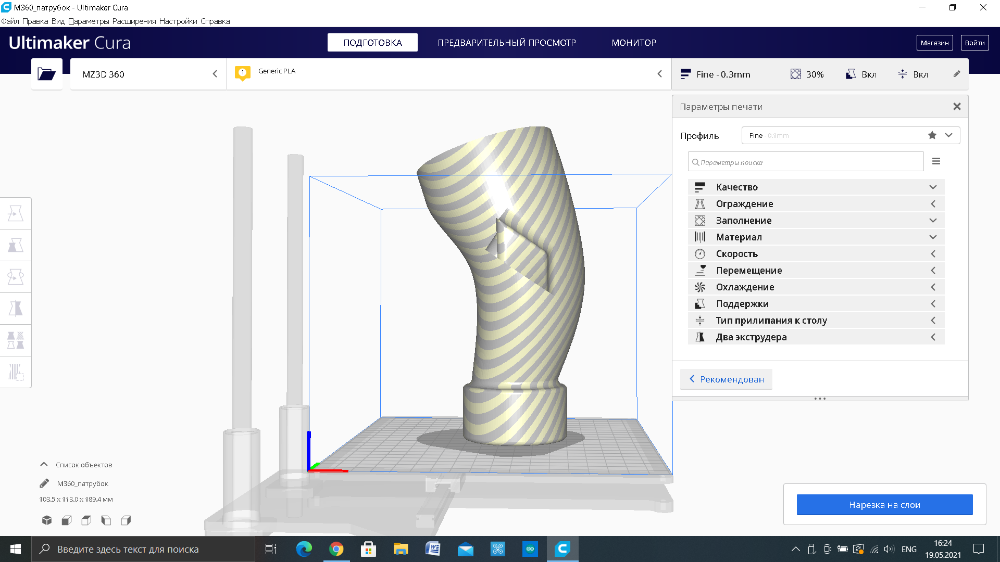 M360_патрубок - Ultimaker Cura
Файл Правка Вид Параметры Расширения Настройки Справка
Ultimaker Cura
ПОДГОТОВКА
ПРЕДВАРИТЕЛЬНЫЙ ПРОСМОТР
МОНИТОР
Магазин
Войти
MZ3D 360
1
Generic PLA
Fine - 0.3mm
30%
Вкл
Вкл
Параметры печати
Профиль
Fine - 0.1mm
Параметры поиска
Качество
Ограждение
Заполнение
Материал
Скорость
Перемещение
Охлаждение
Поддержки
Тип прилипания к столу
Два экструдера
Рекомендован
Список объектов
M360_патрубок
103.5 x 113.0 x 189.4 мм
Нарезка на слои
Введите здесь текст для поиска
ENG
16:24
19.05.2021